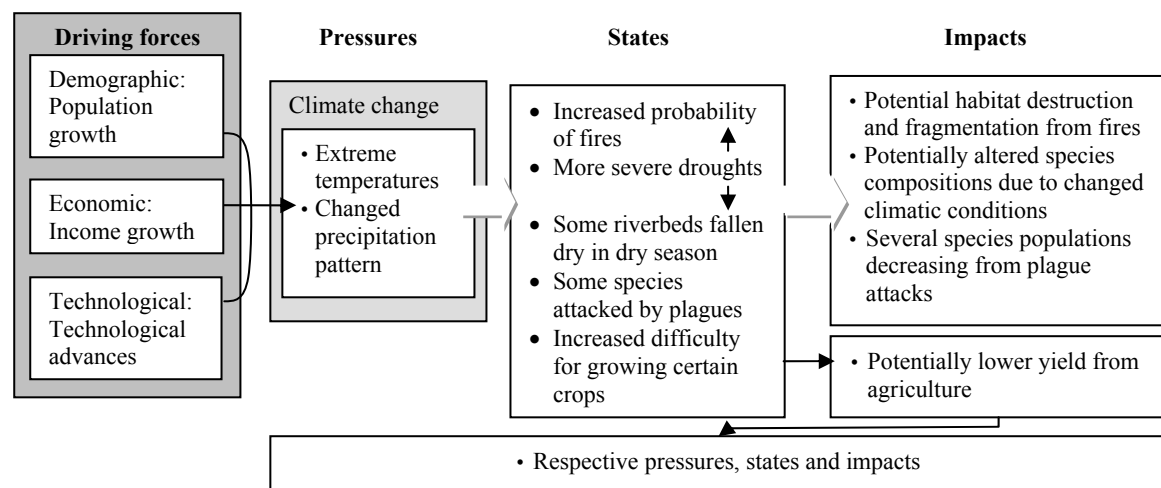 Driving forces
Demographic:
Population
growth
Economic:
Income growth
Technological:
Technological
advances
Pressures
Climate change
• Extreme
temperatures
• Changed
precipitation
pattern
States
• Increased probability
of fires
• More severe droughts
• Some riverbeds fallen
dry in dry season
• Some species
attacked by plagues
• Increased difficulty
for growing certain
crops
Impacts
• Potential habitat destruction
and fragmentation from fires
• Potentially altered species
compositions due to changed
climatic conditions
• Several species populations
decreasing from plague
attacks
• Potentially lower yield from
agriculture
• Respective pressures, states and impacts